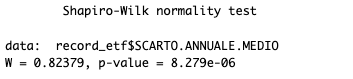 Shapiro-Wilk normality test
data:  record_etf$SCARTO.ANNUALE.MEDIO
W = 0.82379, p-value = 8.279e-06